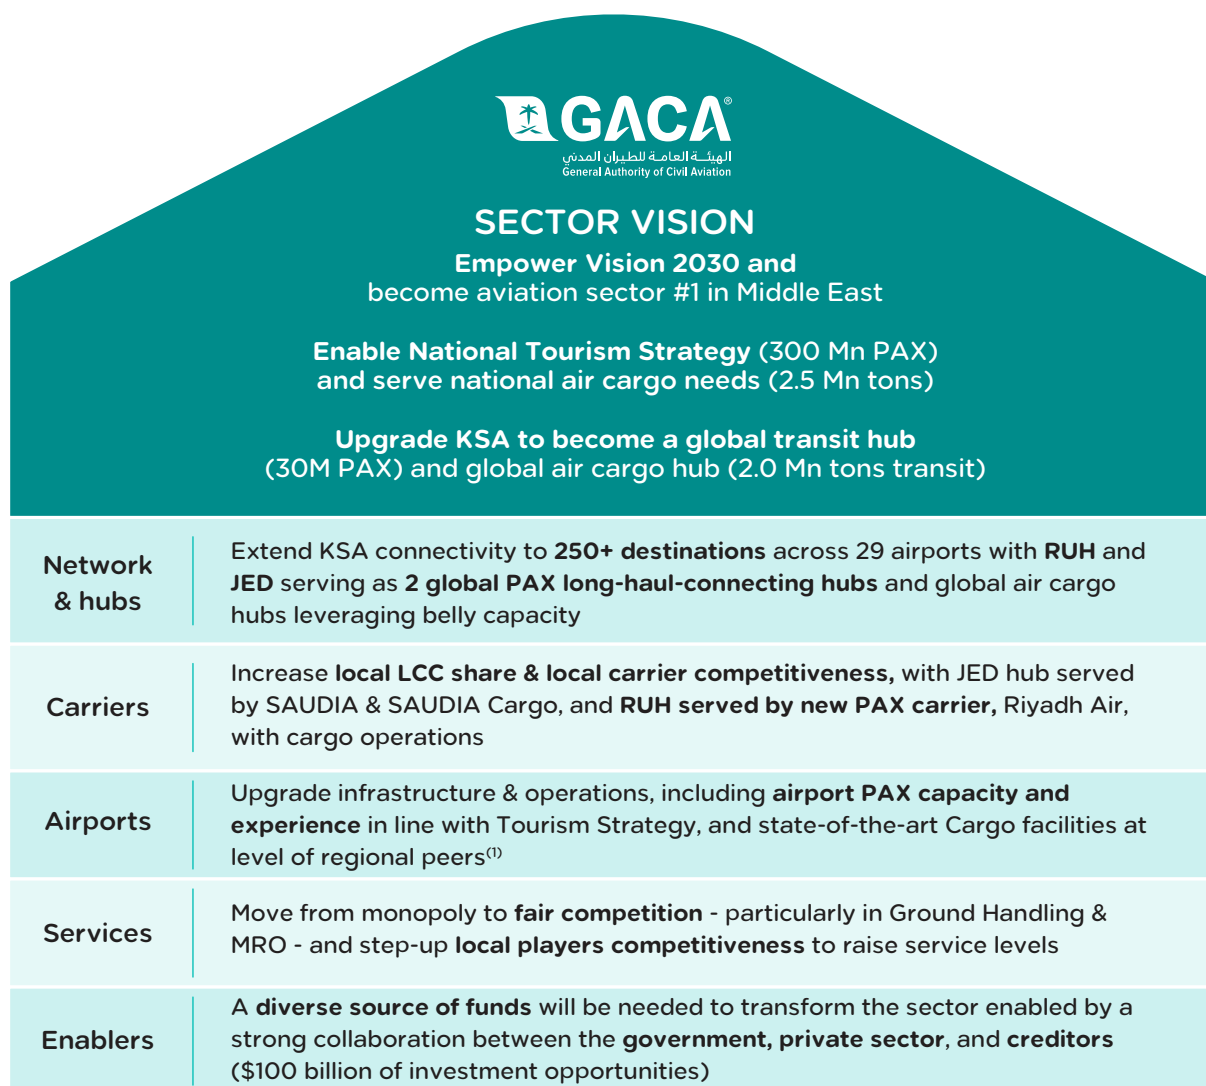 GACA®
الهيئـة العامـة للطيران المدني
General Authority of Civil Aviation
SECTOR VISION
Empower Vision 2030 and
become aviation sector #1 in Middle East
Enable National Tourism Strategy (300 Mn PAX)
and serve national air cargo needs (2.5 Mn tons)
Upgrade KSA to become a global transit hub
(30M PAX) and global air cargo hub (2.0 Mn tons transit)
Network
& hubs
Extend KSA connectivity to 250+ destinations across 29 airports with RUH and
JED serving as 2 global PAX long-haul-connecting hubs and global air cargo
hubs leveraging belly capacity
Carriers
Increase local LCC share & local carrier competitiveness, with JED hub served
by SAUDIA & SAUDIA Cargo, and RUH served by new PAX carrier, Riyadh Air,
with cargo operations
Airports
Upgrade infrastructure & operations, including airport PAX capacity and
experience in line with Tourism Strategy, and state-of-the-art Cargo facilities at
level of regional peers(1)
Services
Move from monopoly to fair competition - particularly in Ground Handling &
MRO - and step-up local players competitiveness to raise service levels
Enablers
A diverse source of funds will be needed to transform the sector enabled by a
strong collaboration between the government, private sector, and creditors
($100 billion of investment opportunities)